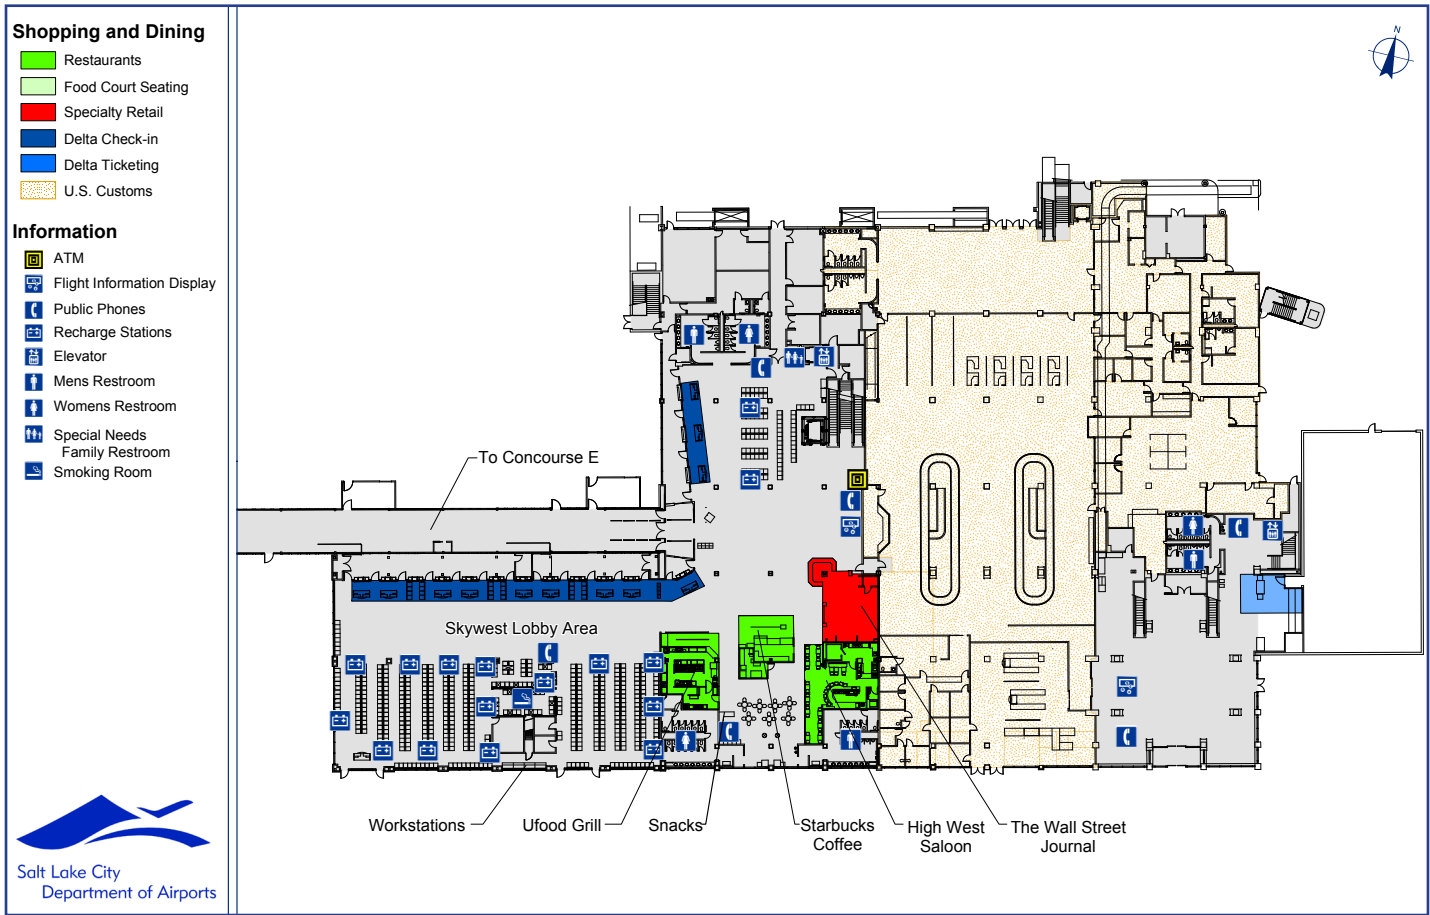 Shopping and Dining
Restaurants
Food Court Seating
Specialty Retail
Delta Check-in
Delta Ticketing
U.S. Customs
Information
ATM
Flight Information Display
Public Phones
Recharge Stations
Elevator
Mens Restroom
Womens Restroom
Special Needs
Family Restroom
Smoking Room
N
To Concourse E
Skywest Lobby Area
Workstations
Ufood Grill
Snacks
Starbucks
Coffee
High West
Saloon
The Wall Street
Journal
Salt Lake City
Department of Airports